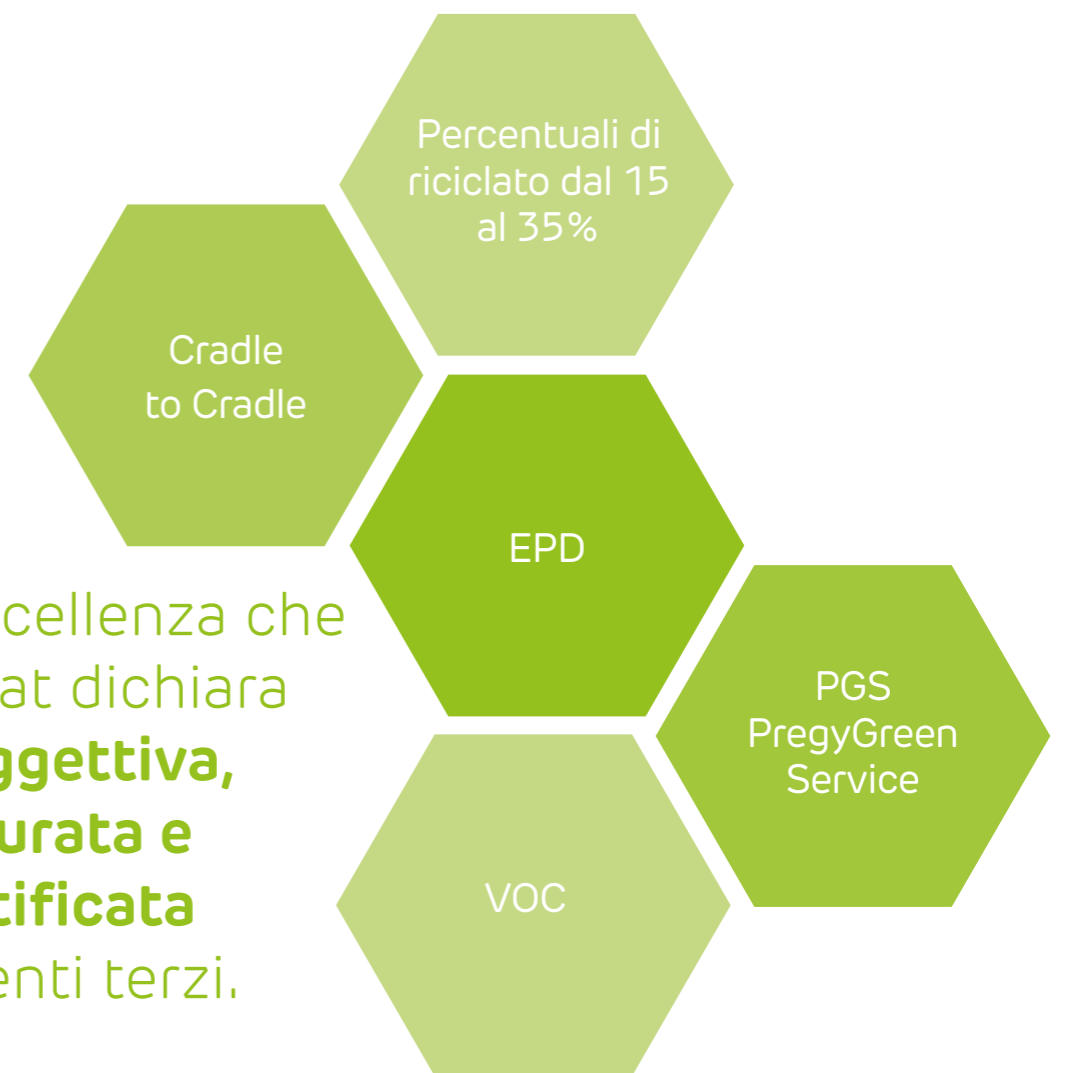 Percentuali di
riciclato dal 15
al 35%
Cradle
to Cradle
EPD
cellenza che
at dichiara
ggettiva,
urata e
tificata
enti terzi.
PGS
PregyGreen
Service
VOC